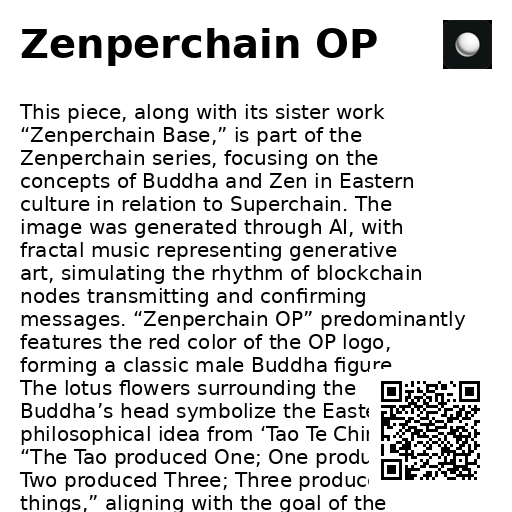 Zenperchain OP
This piece, along with its sister work
“Zenperchain Base,” is part of the
Zenperchain series, focusing on the
concepts of Buddha and Zen in Eastern
culture in relation to Superchain. The
image was generated through AI, with
fractal music representing generative
art, simulating the rhythm of blockchain
nodes transmitting and confirming
messages. “Zenperchain OP” predominantly
features the red color of the OP logo,
forming a classic male Buddha figure
The lotus flowers surrounding the
Buddha’s head symbolize the
philosophical idea from ‘Tao Te
“The Tao produced One; One
Two produced Three; Three
things,” aligning with the goal of the